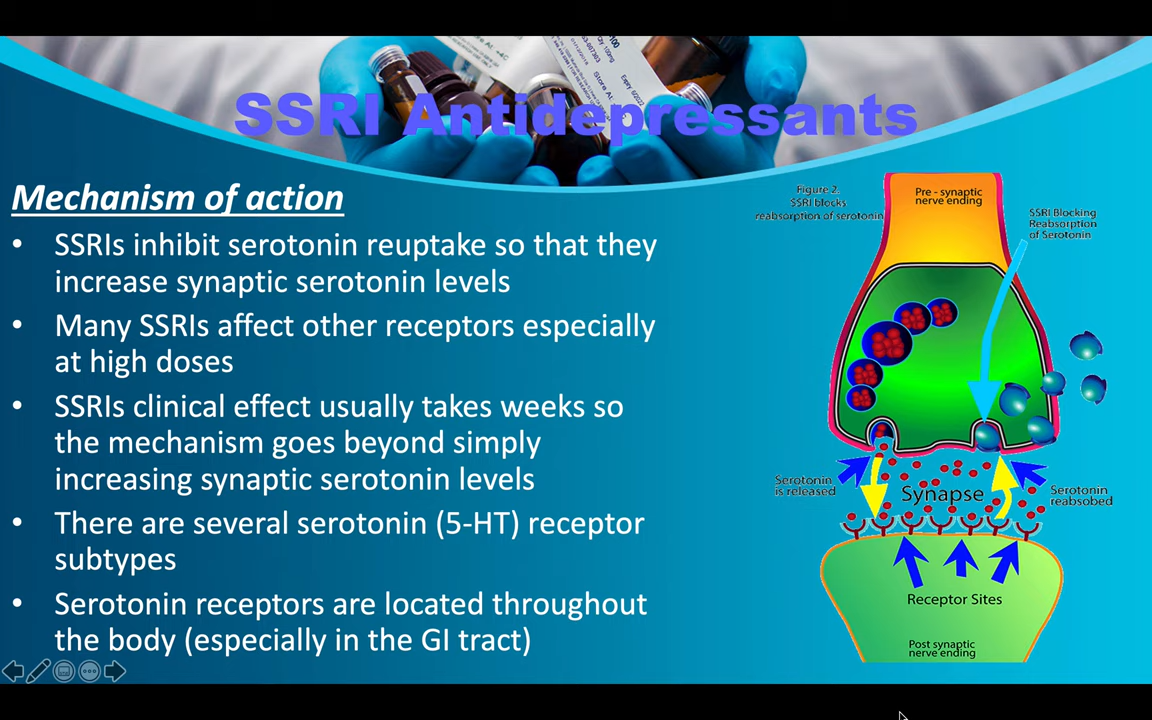 SSRI Antidepressants
Mechanism of action
• SSRIs inhibit serotonin reuptake so that they
increase synaptic serotonin levels
• Many SSRIs affect other receptors especially
at high doses
• SSRIs clinical effect usually takes weeks so
the mechanism goes beyond simply
increasing synaptic serotonin levels
• There are several serotonin (5-HT) receptor
subtypes
• Serotonin receptors are located throughout
the body (especially in the GI tract)
Figure 2.
SSRI blocks
reabsorption of serotonin
Pre - synaptic
nerve ending
SSRI Blocking
Reabsorption
of Serotonin
Serotonin
is released
Synapse
Serotonin
reabsobed
Receptor Sites
Post synaptic
nerve ending